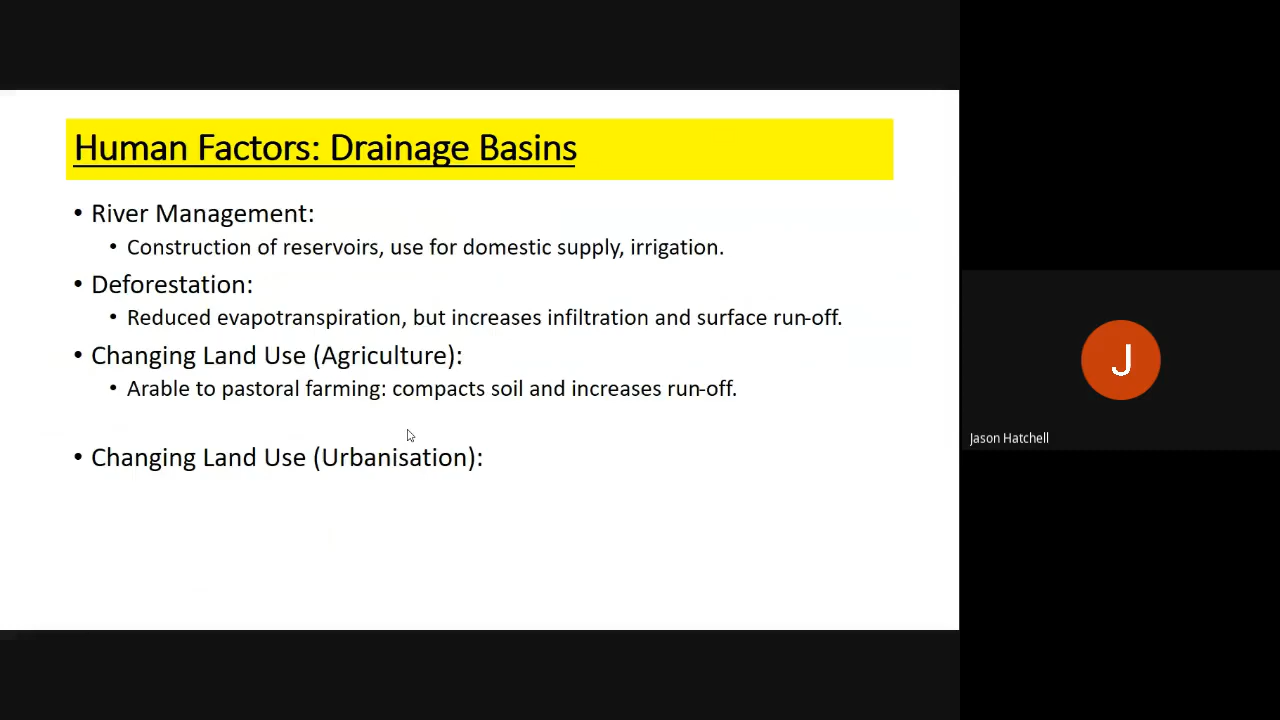 Human Factors: Drainage Basins
• River Management:
• Construction of reservoirs, use for domestic supply, irrigation.
• Deforestation:
• Reduced evapotranspiration, but increases infiltration and surface run-off.
• Changing Land Use (Agriculture):
• Arable to pastoral farming: compacts soil and increases run-off.
• Changing Land Use (Urbanisation):
J
Jason Hatchell